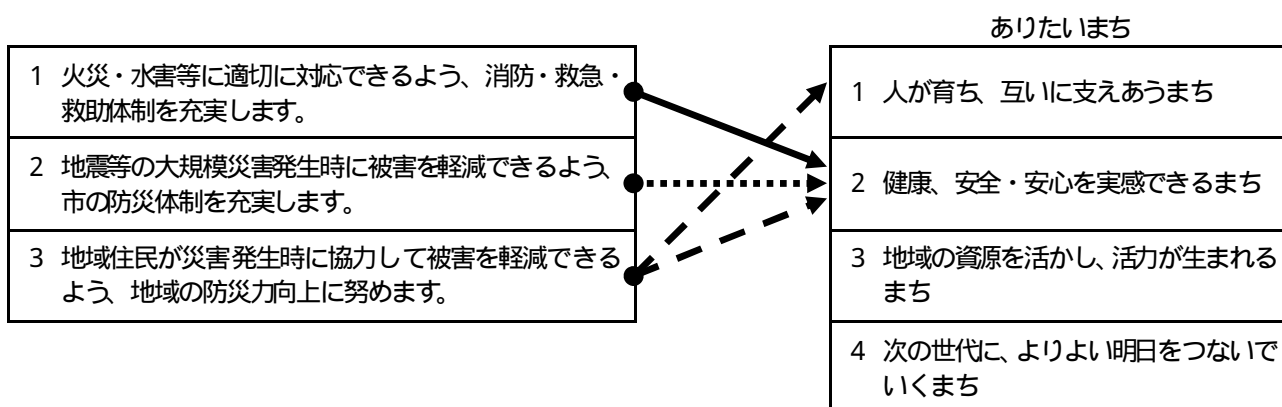 ありたいまち
1 火災・水害等に適切に対応できるよう、消防・救急・
救助体制を充実します。
2 地震等の大規模災害発生時に被害を軽減できるよう、
市の防災体制を充実します。
3 地域住民が災害発生時に協力して被害を軽減できる
よう、地域の防災力向上に努めます。
1 人が育ち、互いに支えあうまち
2 健康、安全・安心を実感できるまち
3 地域の資源を活かし、活力が生まれる
まち
4 次の世代に、よりよい明日をつないで
いくまち